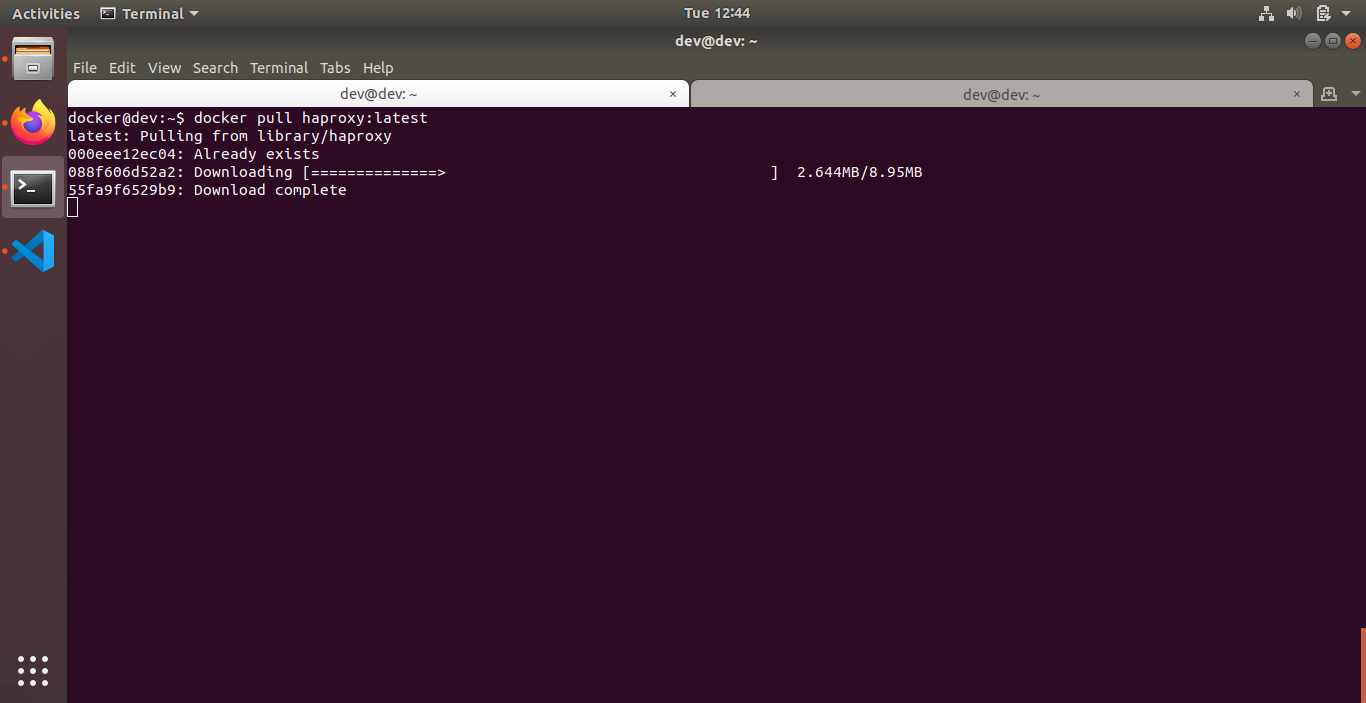 Activities Terminal Tue 12:44
dev@dev: ~
File Edit View Search Terminal Tabs Help
dev@dev: ~ × dev@dev: ~ ×
docker@dev:~$ docker pull haproxy:latest
latest: Pulling from library/haproxy
000eee12ec04: Already exists
088f606d52a2: Downloading [==============>                                    ]  2.644MB/8.95MB
55fa9f6529b9: Download complete